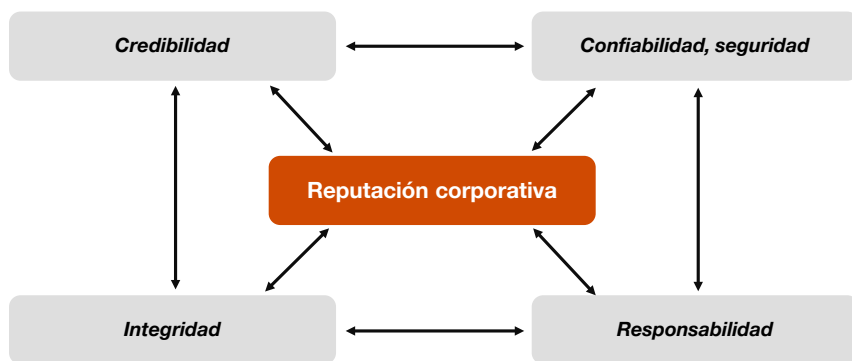 Credibilidad
Confiabilidad, seguridad
Reputación corporativa
Integridad
Responsabilidad